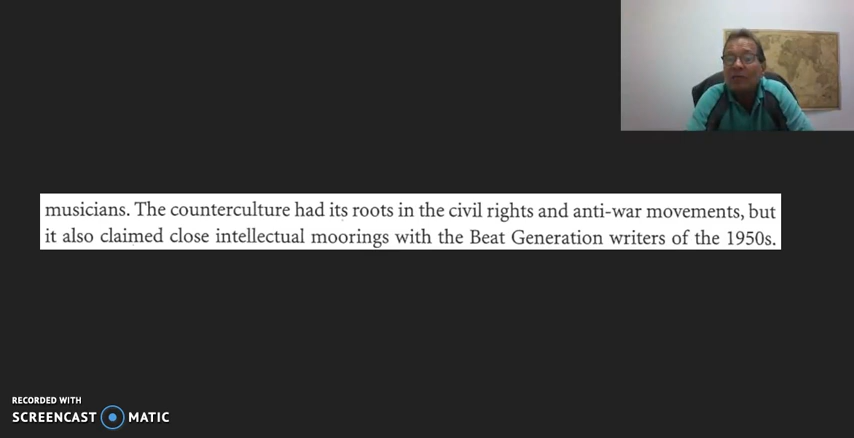 musicians. The counterculture had its roots in the civil rights and anti-war movements, but
it also claimed close intellectual moorings with the Beat Generation writers of the 1950s.
RECORDED WITH
SCREENCAST MATIC